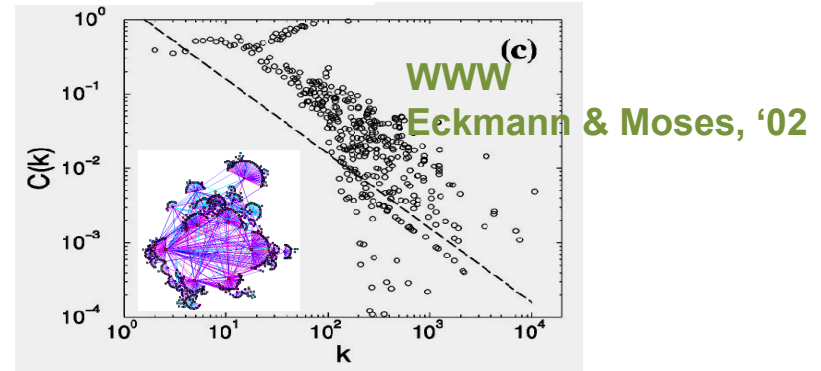 10⁰
(c)
WWW
10⁻¹
Eckmann & Moses, ‘02
C(k)
10⁻²
10⁻³
10⁻⁴
10⁰ 10¹ 10² 10³ 10⁴
k